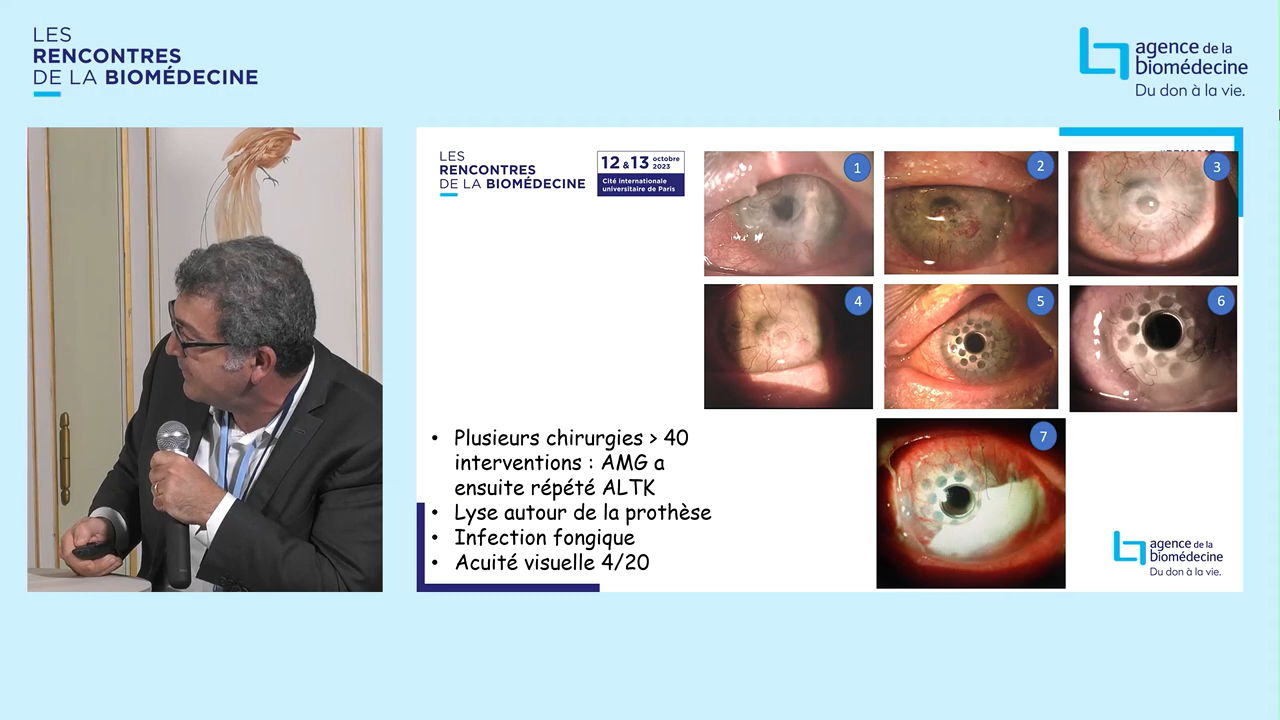 LES
RENCONTRES
DE LA BIOMÉDECINE
agence de la
biomédecine
Du don à la vie.
LES
RENCONTRES
DE LA BIOMÉDECINE
12 & 13 octobre 2023
Cité internationale
universitaire de Paris
1
2
3
4
5
6
7
• Plusieurs chirurgies > 40
interventions : AMG a
ensuite répété ALTK
• Lyse autour de la prothèse
• Infection fongique
• Acuité visuelle 4/20
agence de la
biomédecine
Du don à la vie.